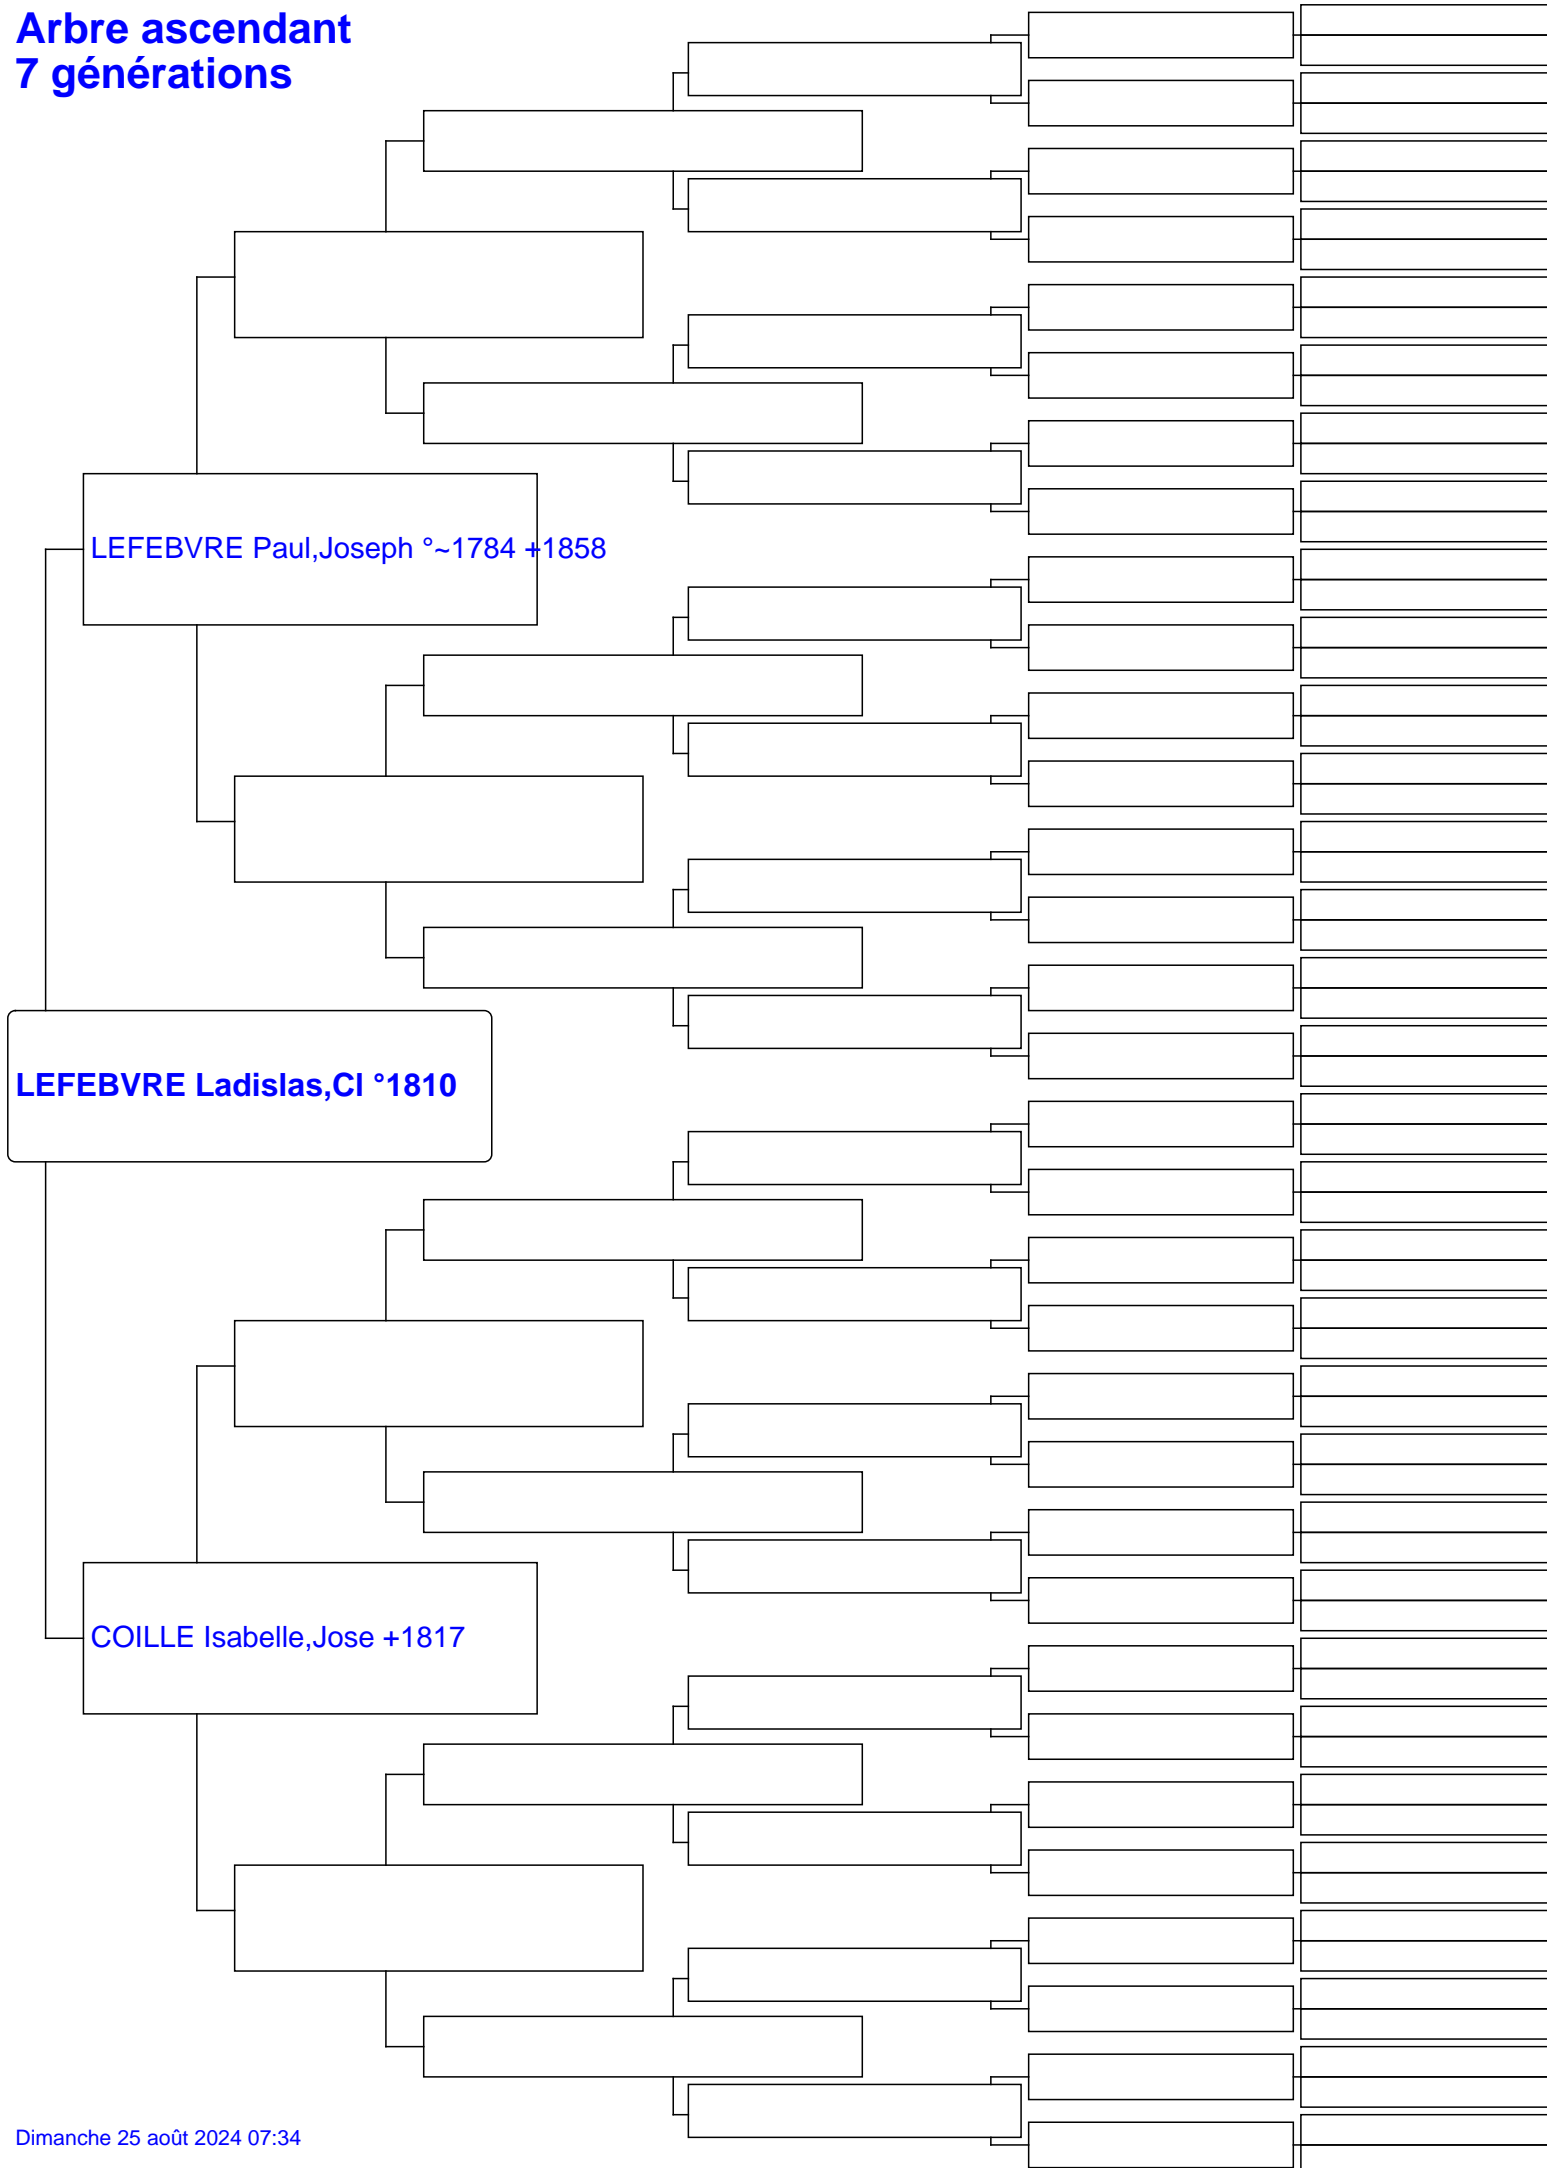 Arbre ascendant
7 générations
LEFEBVRE Paul,Joseph °~1784 +1858
LEFEBVRE Ladislas,Cl °1810
COILLE Isabelle,Jose +1817
Dimanche 25 août 2024 07:34